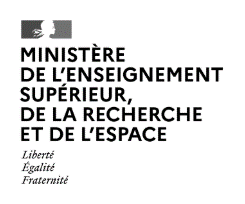 MINISTÈRE
DE L'ENSEIGNEMENT
SUPÉRIEUR,
DE LA RECHERCHE
ET DE L'ESPACE
Liberté
Égalité
Fraternité